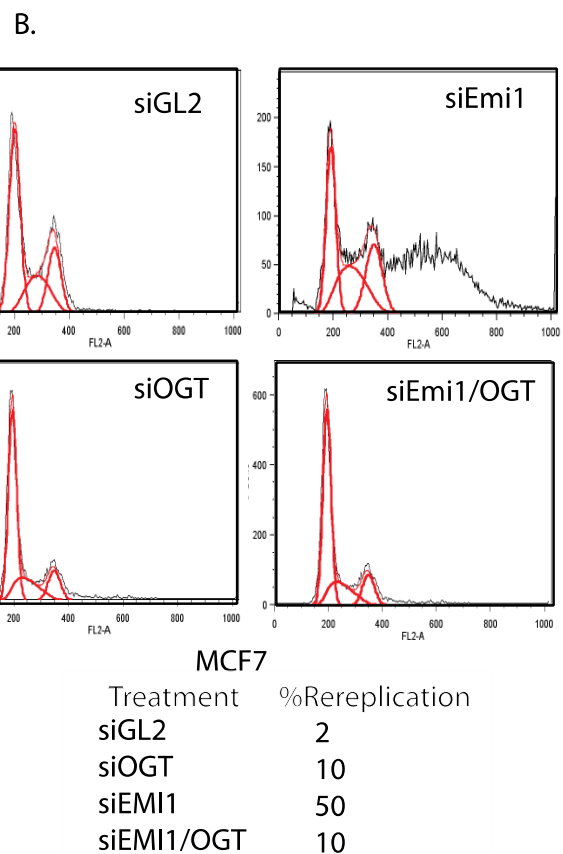 B.
siGL2
200 400 600 800 1000
FL2-A
siEmi1
200
150
100
50
0
0 200 400 600 800 1000
FL2-A
siOGT
200 400 600 800 1000
FL2-A
siEmi1/OGT
600
400
200
0
0 200 400 600 800 1000
FL2-A
MCF7
Treatment %Rereplication
siGL2 2
siOGT 10
siEMI1 50
siEMI1/OGT 10